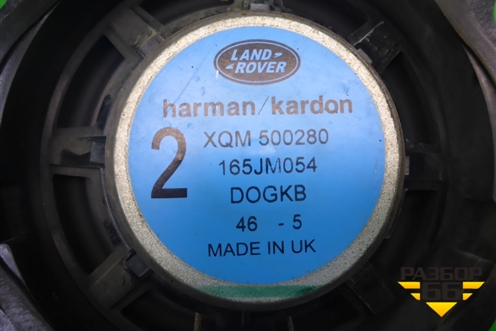 LAND-
-ROVER
harman/kardon
2
XQM 500280
165JM054
DOGKB
46 - 5
MADE IN UK
РАЗБОР
66